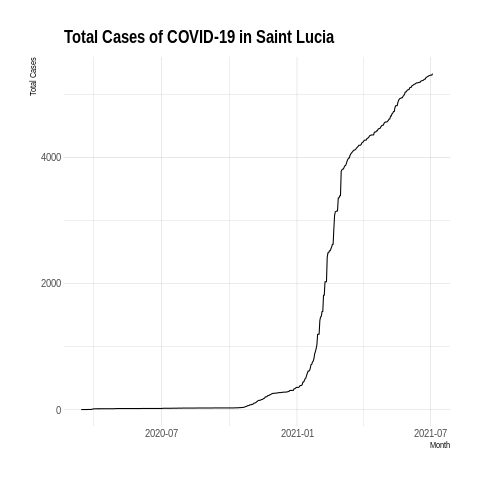 Total Cases of COVID-19 in Saint Lucia
Total Cases
4000
2000
0
2020-07
2021-01
2021-07
Month